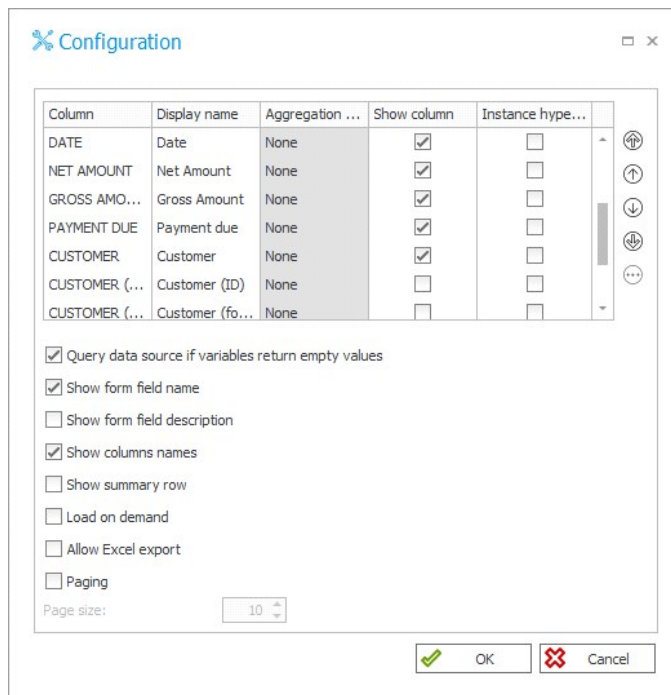 Configuration
Column Display name Aggregation ... Show column Instance hype...
DATE Date None
NET AMOUNT Net Amount None
GROSS AMO... Gross Amount None
PAYMENT DUE Payment due None
CUSTOMER Customer None
CUSTOMER (... Customer (ID) None
CUSTOMER (... Customer (fo... None
Query data source if variables return empty values
Show form field name
Show form field description
Show columns names
Show summary row
Load on demand
Allow Excel export
Paging
Page size: 10
OK Cancel